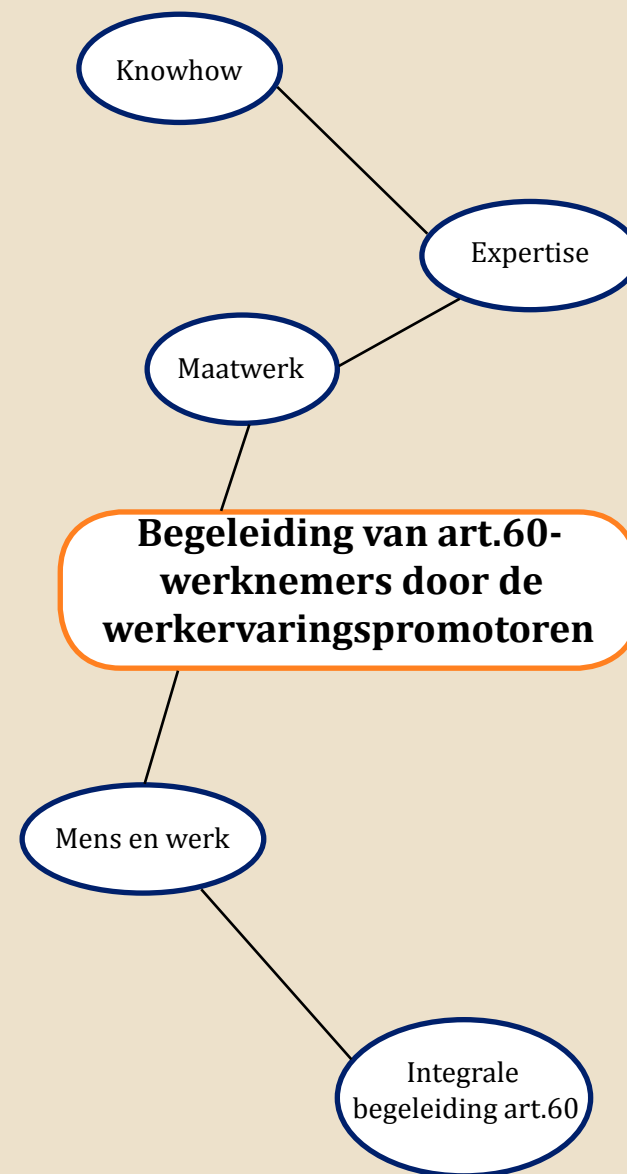 Knowhow
Expertise
Maatwerk
Begeleiding van art.60-
werknemers door de
werkervaringspromotoren
Mens en werk
Integrale
begeleiding art.60